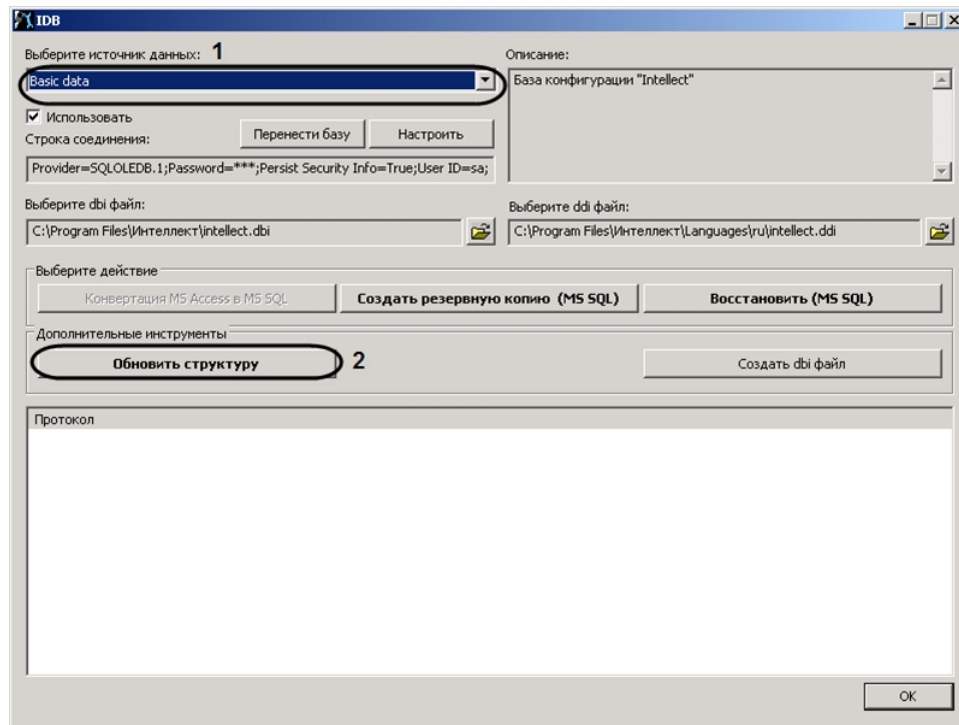 IDB
Выберите источник данных: 1
Описание:
Basic data
База конфигурации "Intellect"
Использовать
Строка соединения:
Перенести базу
Настроить
Provider=SQLOLEDB.1;Password=***;Persist Security Info=True;User ID=sa;
Выберите dbi файл:
Выберите ddi файл:
C:\Program Files\Интеллект\intellect.dbi
C:\Program Files\Интеллект\Languages\ru\intellect.ddi
Выберите действие
Конвертация MS Access в MS SQL
Создать резервную копию (MS SQL)
Восстановить (MS SQL)
Дополнительные инструменты
Обновить структуру 2
Создать dbi файл
Протокол
OK